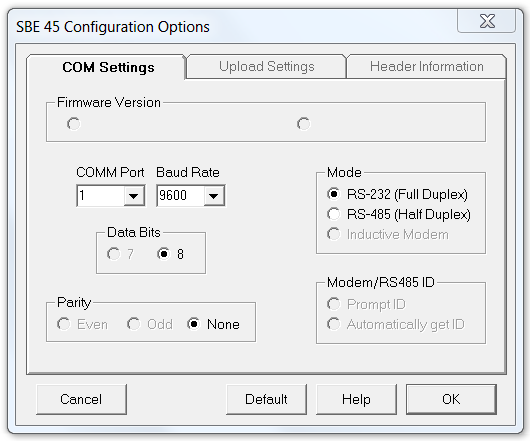 SBE 45 Configuration Options
COM Settings
Upload Settings
Header Information
Firmware Version
COMM Port
Baud Rate
1
9600
Data Bits
7
8
Parity
Even
Odd
None
Mode
RS-232 (Full Duplex)
RS-485 (Half Duplex)
Inductive Modem
Modem/RS485 ID
Prompt ID
Automatically get ID
Cancel
Default
Help
OK